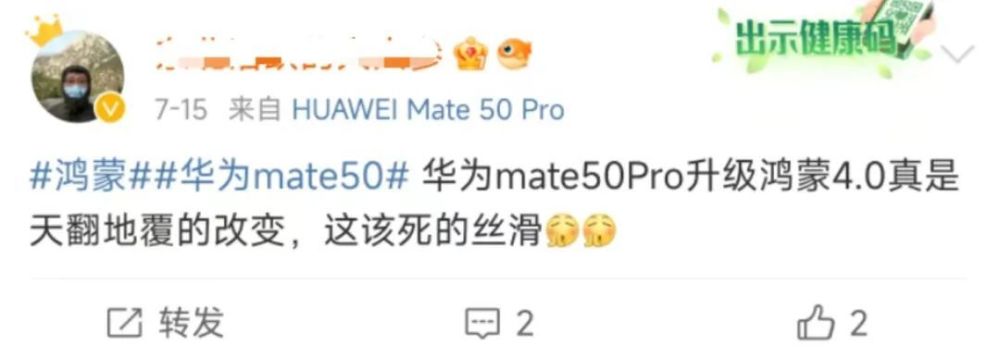 出示健康码
7-15 来自 HUAWEI Mate 50 Pro
#鸿蒙##华为mate50# 华为mate50Pro升级鸿蒙4.0真是
天翻地覆的改变，这该死的丝滑
转发 2 2